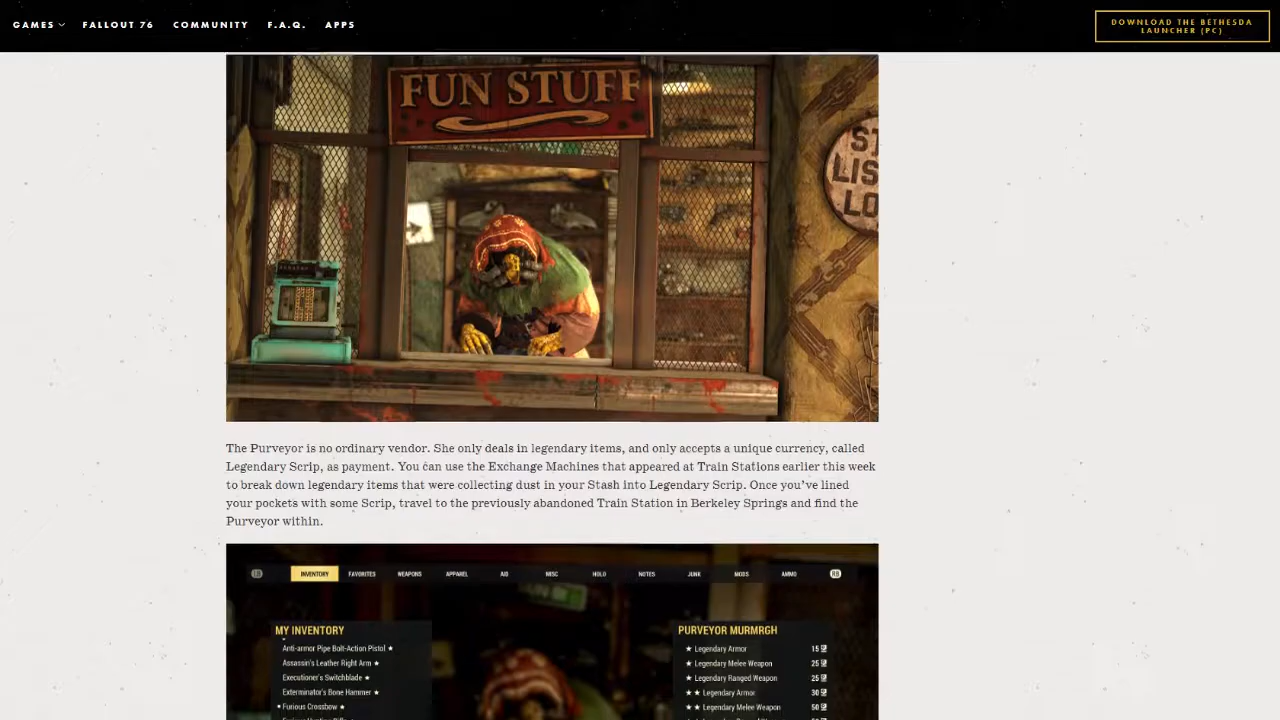 GAMES FALLOUT 76 COMMUNITY F.A.Q. APPS
DOWNLOAD THE BETHESDA
LAUNCHER (PC)
FUN STUFF
ST
LIS
LO
The Purveyor is no ordinary vendor. She only deals in legendary items, and only accepts a unique currency, called
Legendary Scrip, as payment. You can use the Exchange Machines that appeared at Train Stations earlier this week
to break down legendary items that were collecting dust in your Stash into Legendary Scrip. Once you've lined
your pockets with some Scrip, travel to the previously abandoned Train Station in Berkeley Springs and find the
Purveyor within.
LB INVENTORY FAVORITES WEAPONS APPAREL AID MISC HOLO NOTES JUNK MODS AMMO RB
MY INVENTORY
Anti-armor Pipe Bolt-Action Pistol ★
Assassin's Leather Right Arm ★
Executioner's Switchblade ★
Exterminator's Bone Hammer ★
Furious Crossbow ★
PURVEYOR MURMRGH
★ Legendary Armor 15
★ Legendary Melee Weapon 25
★ Legendary Ranged Weapon 25
★ ★ Legendary Armor 30
★ ★ Legendary Melee Weapon 50